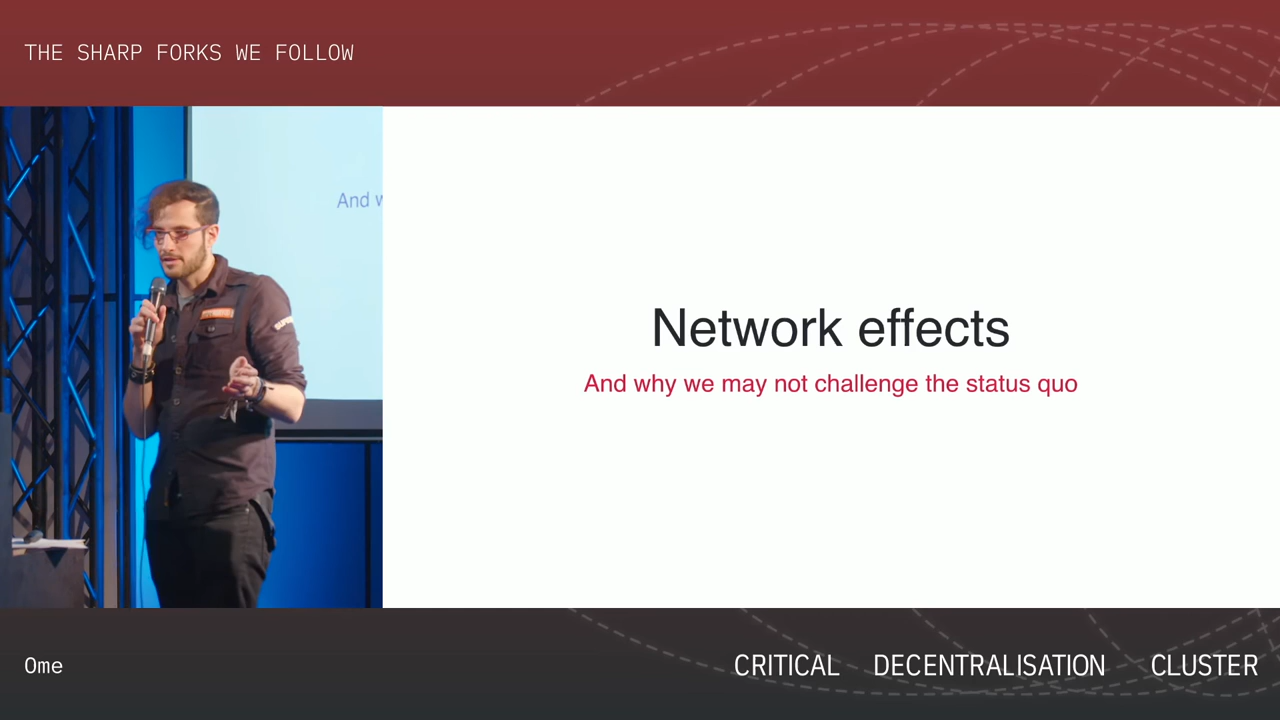 THE SHARP FORKS WE FOLLOW
And
Network effects
And why we may not challenge the status quo
Ome
CRITICAL DECENTRALISATION CLUSTER